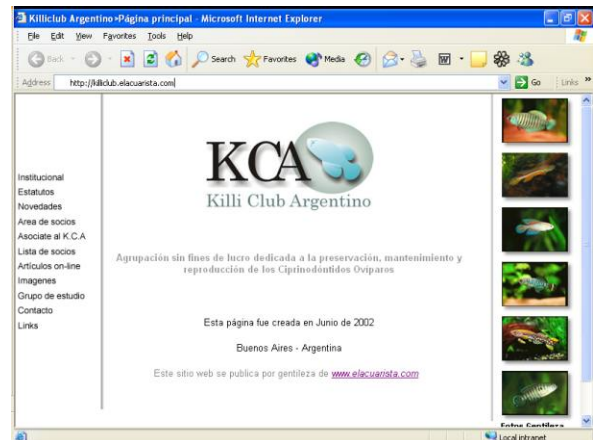 Killiclub Argentino»Página principal - Microsoft Internet Explorer
File Edit View Favorites Tools Help
Back Search Favorites Media
Address http://killiclub.elacuarista.com Go Links »
Institucional
Estatutos
Novedades
Area de socios
Asociate al K.C.A
Lista de socios
Artículos on-line
Imagenes
Grupo de estudio
Contacto
Links
KCA
Killi Club Argentino
Agrupación sin fines de lucro dedicada a la preservación, mantenimiento y
reproducción de los Ciprinodóntidos Ovíparos
Esta página fue creada en Junio de 2002
Buenos Aires - Argentina
Este sitio web se publica por gentileza de www.elacuarista.com
Fotos Gentileza
Local intranet